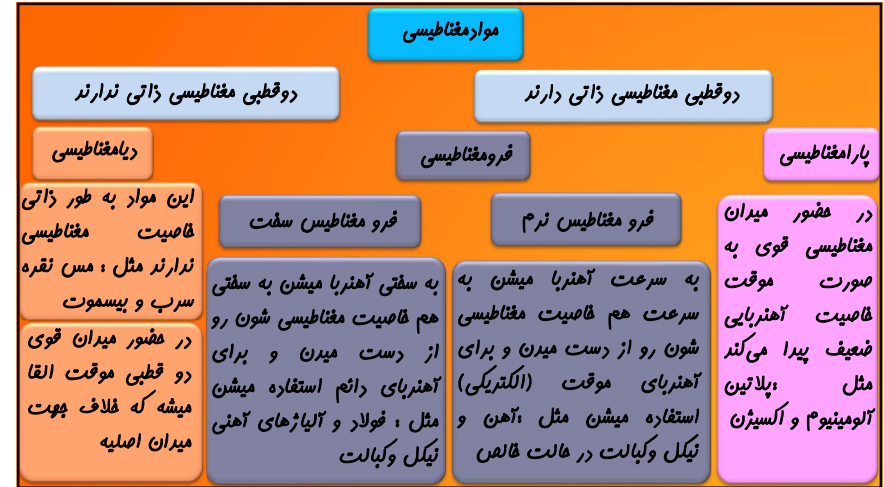 مواد مغناطیسی
دوقطبی مغناطیسی ذاتی دارند
دوقطبی مغناطیسی ذاتی ندارند
پارامغناطیسی
فرومغناطیسی
دیامغناطیسی
در حضور میدان
مغناطیسی قوی به
صورت موقت
خاصیت آهنربایی
ضعیف پیدا می‌کند
مثل :پلاتین
آلومینیوم و اکسیژن
فرو مغناطیس نرم
به سرعت آهنربا میشن به
سرعت هم خاصیت مغناطیسی
شون رو از دست میدن و برای
آهنربای موقت (الکتریکی)
استفاده میشن مثل :آهن و
نیکل وکبالت در حالت خالص
فرو مغناطیس سخت
به سختی آهنربا میشن به سختی
هم خاصیت مغناطیسی شون رو
از دست میدن و برای
آهنربای دائم استفاده میشن
مثل : فولاد و آلیاژهای آهنی
نیکل وکبالت
این مواد به طور ذاتی
خاصیت مغناطیسی
ندارند مثل : مس نقره
سرب و بیسموت
در حضور میدان قوی
دو قطبی موقت القا
میشه که خلاف جهت
میدان اصلیه